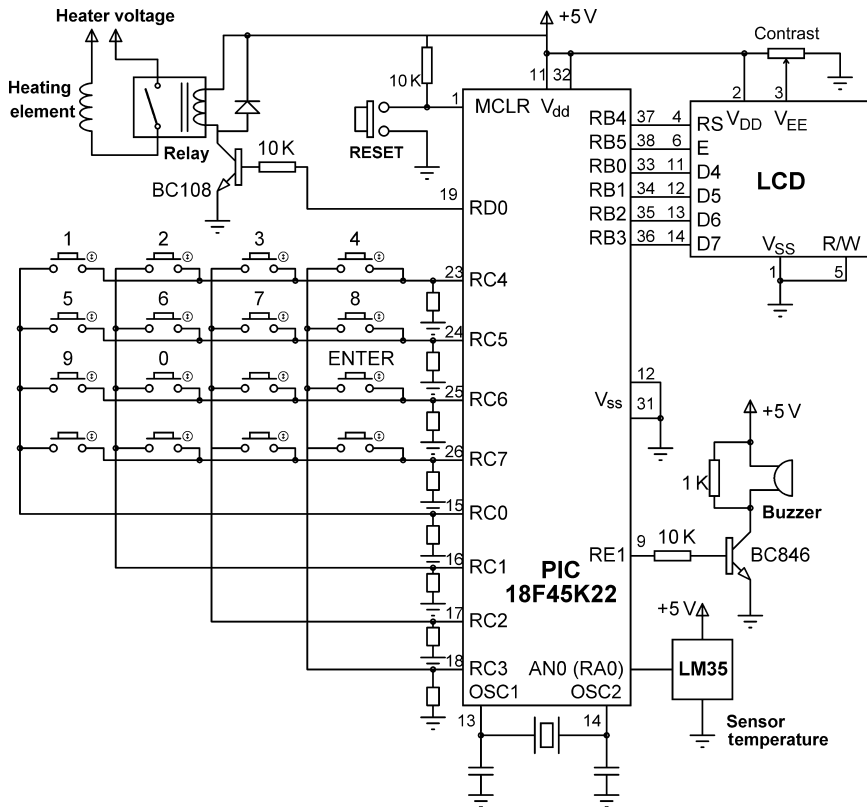 Heater voltage
+5 V
Contrast
Heating
element
10 K
11 32
2 3
1 MCLR Vdd
RB4 37 4 RS VDD VEE
RB5 38 6 E
RB0 33 11 D4
LCD
RB1 34 12 D5
RB2 35 13 D6
RB3 36 14 D7
VSS R/W
1 5
Relay
RESET
10 K
BC108
19 RD0
1 2 3 4
23 RC4
5 6 7 8
24 RC5
9 0 ENTER
25 RC6
26 RC7
15 RC0
16 RC1
17 RC2
18 RC3
12
Vss 31
+5 V
1 K
Buzzer
RE1 9 10 K BC846
PIC
18F45K22
+5 V
AN0 (RA0) LM35
OSC1 OSC2
13 14
Sensor
temperature